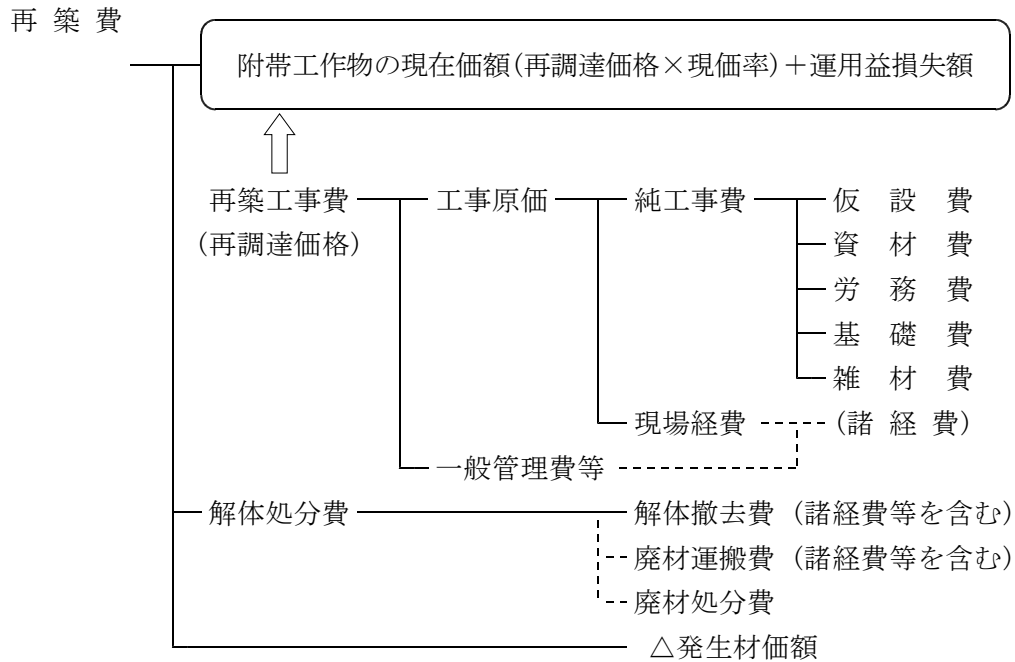 再 築 費
附帯工作物の現在価額(再調達価格×現価率)＋運用益損失額
再築工事費 工事原価 純工事費 仮 設 費
(再調達価格) 資 材 費
労 務 費
基 礎 費
雑 材 費
現場経費 (諸 経 費)
一般管理費等
解体処分費 解体撤去費 (諸経費等を含む)
廃材運搬費 (諸経費等を含む)
廃材処分費
△発生材価額